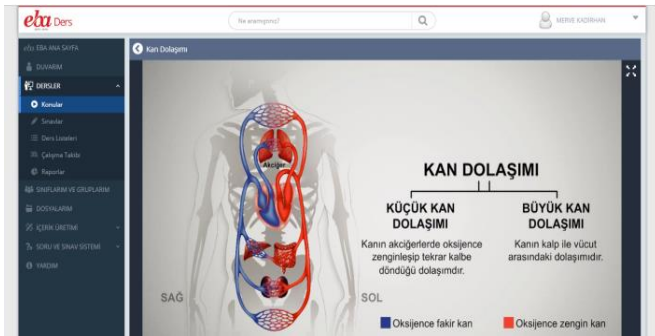 eba Ders
Ne aramıştınız?
MERVE KADIRHAN
eba EBA ANA SAYFA
DUVARIM
DERSLER
Konular
Sınavlar
Ders Listeleri
Çalışma Takibi
Raporlar
SINIFLARIM VE GRUPLARIM
DOSYALARIM
İÇERİK ÜRETİMİ
SORU VE SINAV SİSTEMİ
YARDIM
Kan Dolaşımı
Akciğer
SAĞ
SOL
KAN DOLAŞIMI
KÜÇÜK KAN
DOLAŞIMI
Kanın akciğerlerde oksijence
zenginleşip tekrar kalbe
döndüğü dolaşımdır.
BÜYÜK KAN
DOLAŞIMI
Kanın kalp ile vücut
arasındaki dolaşımıdır.
Oksijence fakir kan
Oksijence zengin kan